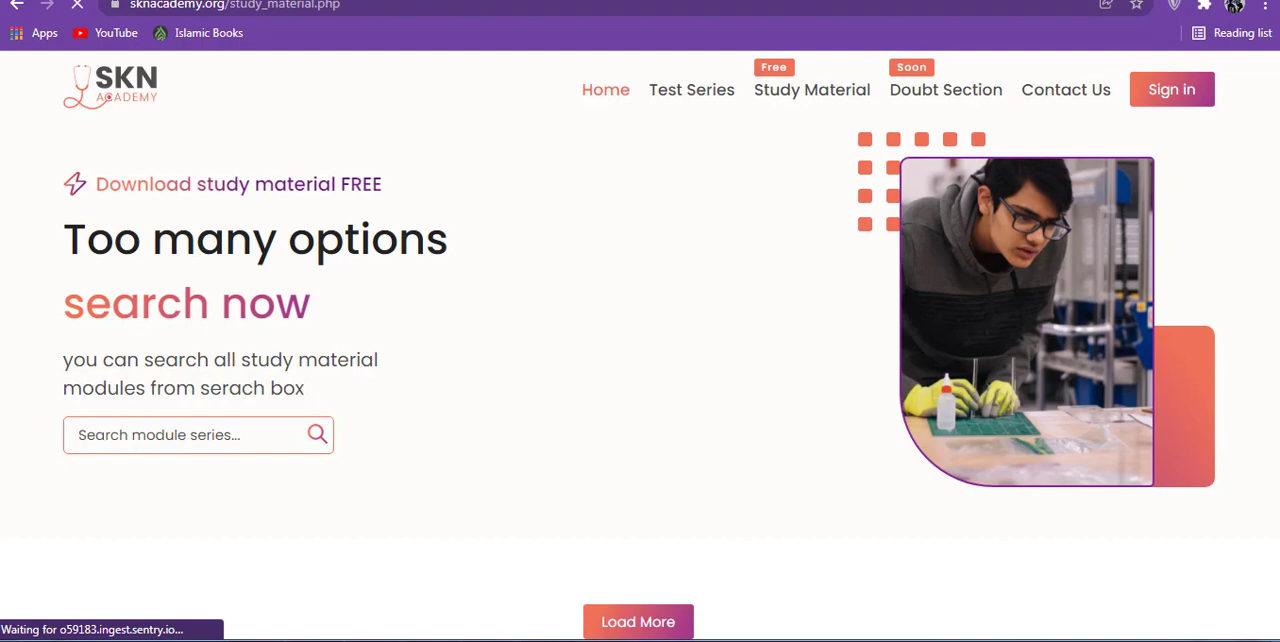 sknacademy.org/study_material.php
Apps YouTube Islamic Books Reading list
SKN
ACADEMY
Free Soon
Home Test Series Study Material Doubt Section Contact Us Sign in
Download study material FREE
Too many options
search now
you can search all study material
modules from serach box
Search module series...
Load More
Waiting for o59183.ingest.sentry.io...